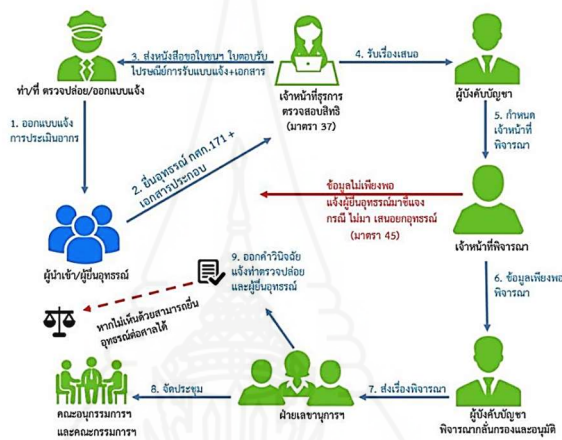 3. ส่งหนังสือขอใบขนฯ ใบตอบรับ
ไปรษณีย์การรับแบบแจ้ง+เอกสาร
4. รับเรื่องเสนอ
ท่า/ที่ ตรวจปล่อย/ออกแบบแจ้ง
เจ้าหน้าที่ธุรการ
ตรวจสอบสิทธิ
(มาตรา 37)
ผู้บังคับบัญชา
1. ออกแบบแจ้ง
การประเมินอากร
2. ยื่นอุทธรณ์ กศก.171 +
เอกสารประกอบ
5. กำหนด
เจ้าหน้าที่
พิจารณา
ข้อมูลไม่เพียงพอ
แจ้งผู้ยื่นอุทธรณ์มาชี้แจง
กรณี ไม่มา เสนอยกอุทธรณ์
(มาตรา 45)
เจ้าหน้าที่พิจารณา
ผู้นำเข้า/ผู้ยื่นอุทธรณ์
9. ออกคำวินิจฉัย
แจ้งท่าตรวจปล่อย
และผู้ยื่นอุทธรณ์
6. ข้อมูลเพียงพอ
พิจารณา
หากไม่เห็นด้วยสามารถยื่น
อุทธรณ์ต่อศาลได้
8. จัดประชุม
7. ส่งเรื่องพิจารณา
คณะอนุกรรมการฯ
และคณะกรรมการฯ
ฝ่ายเลขานุการฯ
ผู้บังคับบัญชา
พิจารณากลั่นกรองและอนุมัติ